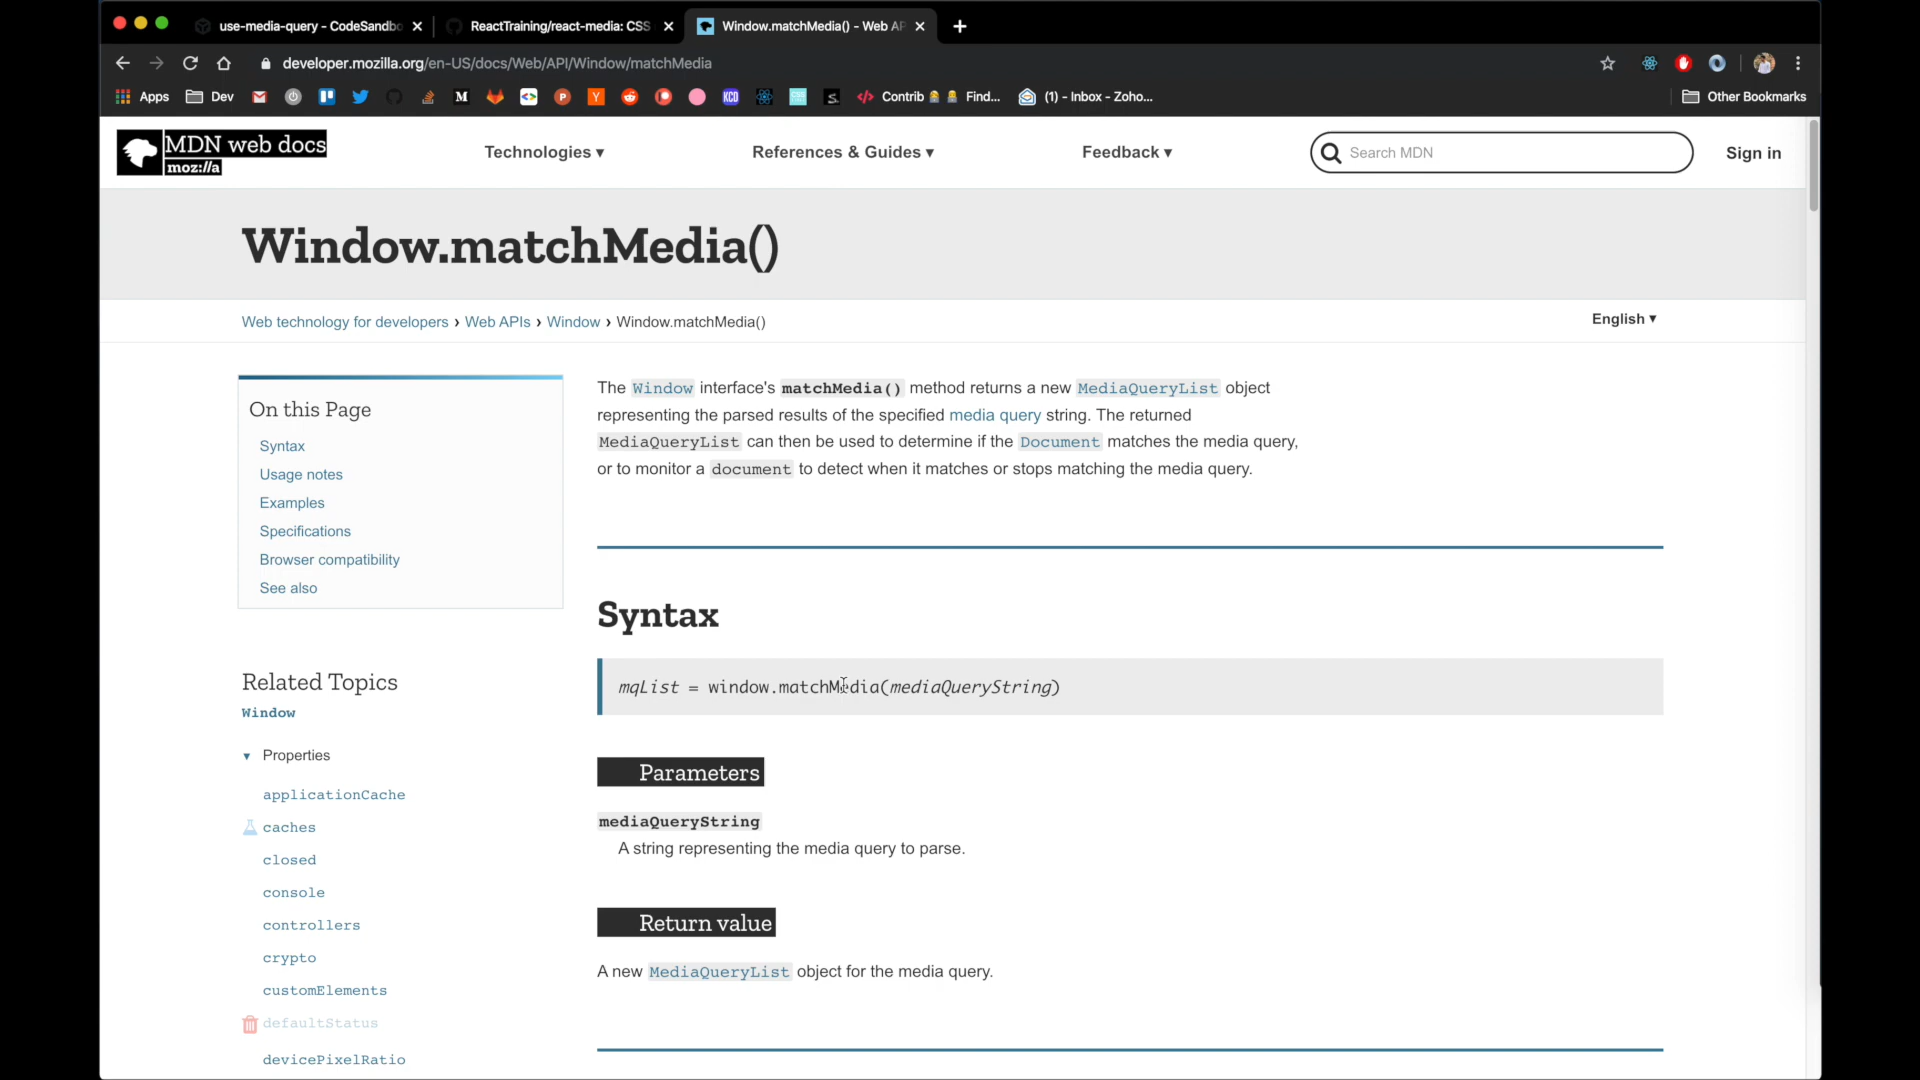 use-media-query - CodeSandbo
ReactTraining/react-media: CSS
Window.matchMedia() - Web AP
developer.mozilla.org/en-US/docs/Web/API/Window/matchMedia
Apps
Dev
M
P
Y
KCD
S.
Contrib
Find...
(1) - Inbox - Zoho...
Other Bookmarks
MDN web docs
moz://a
Technologies ▾
References & Guides ▾
Feedback ▾
Search MDN
Sign in
Window.matchMedia()
Web technology for developers › Web APIs › Window › Window.matchMedia()
English ▾
On this Page
Syntax
Usage notes
Examples
Specifications
Browser compatibility
See also
Related Topics
Window
Properties
applicationCache
caches
closed
console
controllers
crypto
customElements
defaultStatus
devicePixelRatio
The Window interface's matchMedia() method returns a new MediaQueryList object
representing the parsed results of the specified media query string. The returned
MediaQueryList can then be used to determine if the Document matches the media query,
or to monitor a document to detect when it matches or stops matching the media query.
Syntax
mqList = window.matchMedia(mediaQueryString)
Parameters
mediaQueryString
A string representing the media query to parse.
Return value
A new MediaQueryList object for the media query.